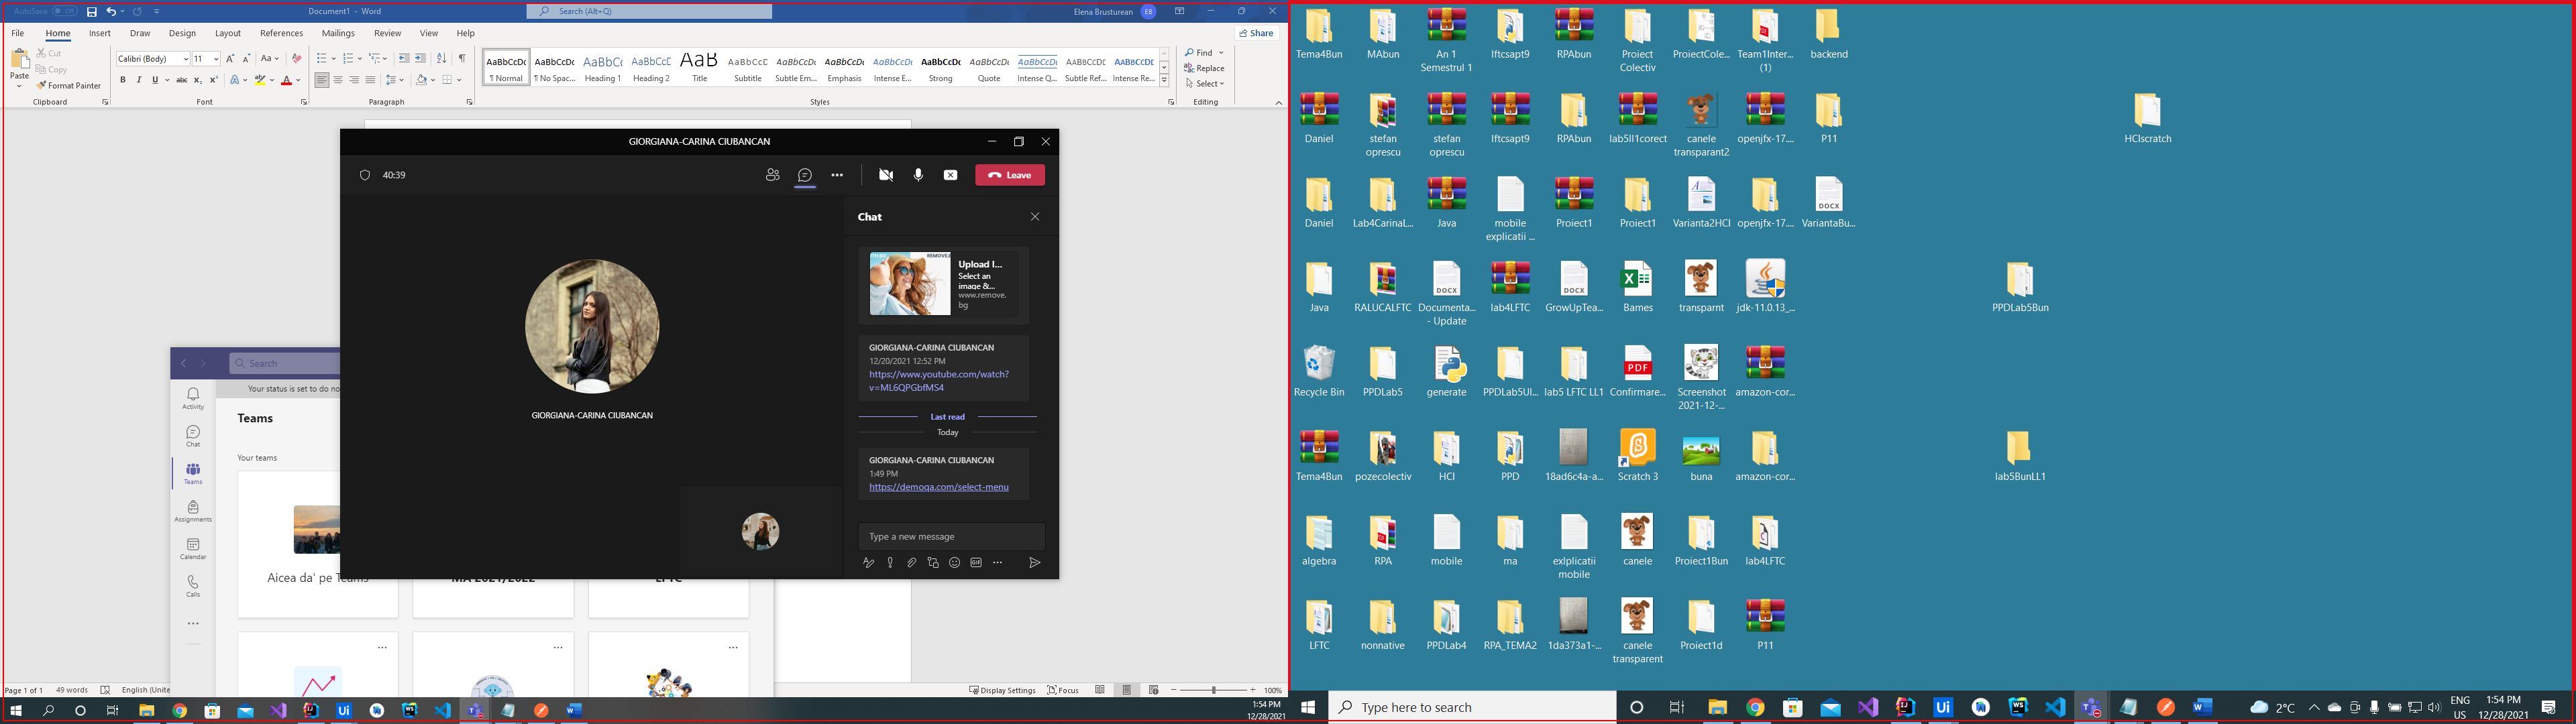 AutoSave Off
Document1 - Word
Search (Alt+Q)
Elena Brusturean EB
File Home Insert Draw Design Layout References Mailings Review View Help
Share
Paste
Cut
Copy
Format Painter
Calibri (Body) 11
AaBbCcDc AaBbCcDc AaBbCc AaBbCcD AaB AaBbCcD AaBbCcDc AaBbCcDc AaBbCcDc AaBbCcDc AaBbCcDc AaBbCcDc AaBbCcDc AaBbCcDc
¶ Normal ¶ No Spac... Heading 1 Heading 2 Title Subtitle Subtle Em... Emphasis Intense E... Strong Quote Intense Q... Subtle Ref... Intense Re...
Find
Replace
Select
Clipboard Font Paragraph Styles Editing
GIORGIANA-CARINA CIUBANCAN
40:39
Leave
Chat
Upload I...
Select an
image &...
www.remove.
bg
GIORGIANA-CARINA CIUBANCAN
12/20/2021 12:52 PM
https://www.youtube.com/watch?
v=ML6QPGbfMS4
Last read
Today
GIORGIANA-CARINA CIUBANCAN
1:49 PM
https://demoqa.com/select-menu
Type a new message
GIORGIANA-CARINA CIUBANCAN
Search
Your status is set to do no
Activity
Chat
Teams
Assignments
Calendar
Calls
Teams
Your teams
Aicea da' pe Teams
MA 2021/2022
LFTC
Page 1 of 1 49 words English (Unite
Display Settings Focus 100%
1:54 PM
12/28/2021
Tema4Bun MAbun An 1 Semestrul 1 lftcsapt9 RPAbun Proiect Colectiv ProiectCole... Team1Inter... (1) backend
Daniel stefan oprescu stefan oprescu lftcsapt9 RPAbun lab5ll1corect canele transparant2 openjfx-17.... P11 HCIscratch
Daniel Lab4CarinaL... Java mobile explicatii ... Proiect1 Proiect1 Varianta2HCI openjfx-17.... VariantaBu...
Java RALUCALFTC Documenta... - Update lab4LFTC GrowUpTea... Bames transparnt jdk-11.0.13_... PPDLab5Bun
Recycle Bin PPDLab5 generate PPDLab5UI... lab5 LFTC LL1 Confirmare... Screenshot 2021-12-... amazon-cor...
Tema4Bun pozecolectiv HCI PPD 18ad6c4a-a... Scratch 3 buna amazon-cor... lab5BunLL1
algebra RPA mobile ma exlplicatii mobile canele Proiect1Bun lab4LFTC
LFTC nonnative PPDLab4 RPA_TEMA2 1da373a1-... canele transparent Proiect1d P11
Type here to search
2°C
ENG
US
1:54 PM
12/28/2021